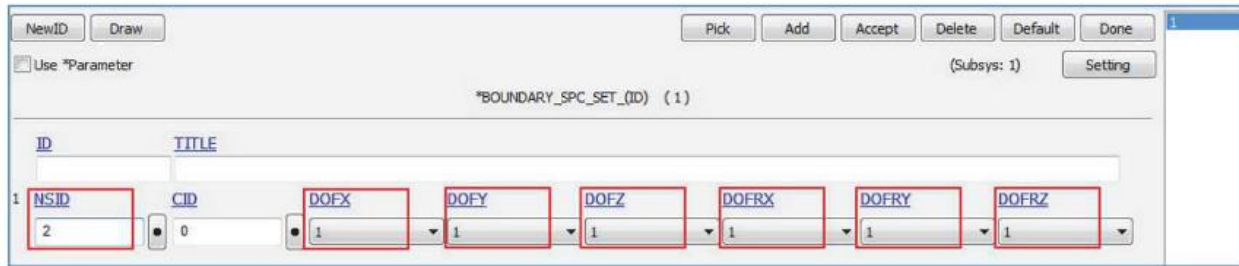 NewID Draw Pick Add Accept Delete Default Done 1
Use *Parameter (Subsys: 1) Setting
*BOUNDARY_SPC_SET_(ID) (1)
ID TITLE
1 NSID CID DOFX DOFY DOFZ DOFRX DOFRY DOFRZ
2 0 1 1 1 1 1 1